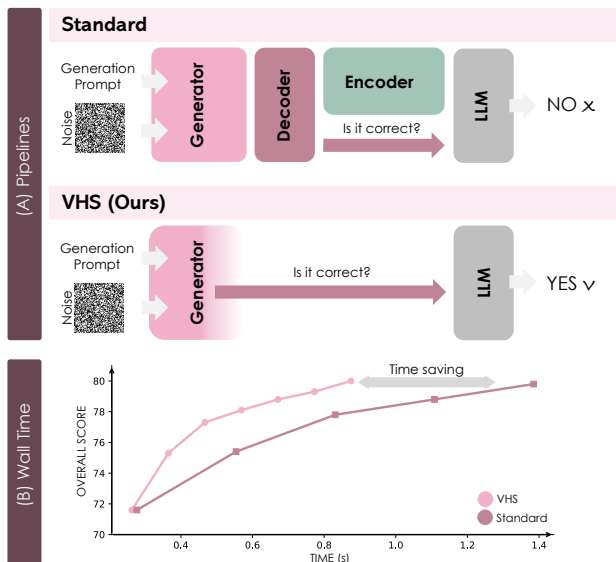 (A) Pipelines
Standard
Generation
Prompt
Noise
Generator
Decoder
Encoder
Is it correct?
LLM
NO x
VHS (Ours)
Generation
Prompt
Noise
Generator
Is it correct?
LLM
YES v
(B) Wall Time
OVERALL SCORE
80
78
76
74
72
70
Time saving
VHS
Standard
0.4 0.6 0.8 1.0 1.2 1.4
TIME (s)